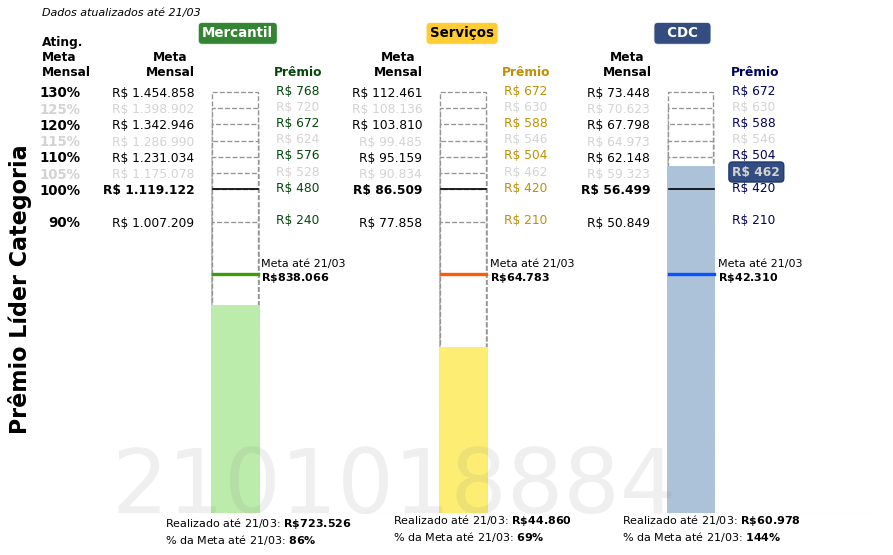 Dados atualizados até 21/03
Mercantil Serviços CDC
Ating.
Meta Meta Meta Meta
Mensal Mensal Prêmio Mensal Prêmio Mensal Prêmio
130% R$ 1.454.858 R$ 768 R$ 112.461 R$ 672 R$ 73.448 R$ 672
125% R$ 1.398.902 R$ 720 R$ 108.136 R$ 630 R$ 70.623 R$ 630
120% R$ 1.342.946 R$ 672 R$ 103.810 R$ 588 R$ 67.798 R$ 588
115% R$ 1.286.990 R$ 624 R$ 99.485 R$ 546 R$ 64.973 R$ 546
110% R$ 1.231.034 R$ 576 R$ 95.159 R$ 504 R$ 62.148 R$ 504
105% R$ 1.175.078 R$ 528 R$ 90.834 R$ 462 R$ 59.323 R$ 462
100% R$ 1.119.122 R$ 480 R$ 86.509 R$ 420 R$ 56.499 R$ 420
90% R$ 1.007.209 R$ 240 R$ 77.858 R$ 210 R$ 50.849 R$ 210
Meta até 21/03 Meta até 21/03 Meta até 21/03
R$838.066 R$64.783 R$42.310
Prêmio Líder Categoria
2101018884
Realizado até 21/03: R$723.526 Realizado até 21/03: R$44.860 Realizado até 21/03: R$60.978
% da Meta até 21/03: 86% % da Meta até 21/03: 69% % da Meta até 21/03: 144%